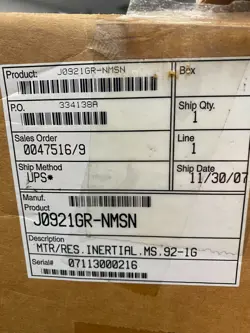 Product: J0921GR-NMSN
Box
P.O. 334138A
Ship Qty.
1
Sales Order
0047516/9
Line
1
Ship Method
UPS*
Ship Date
11/30/07
Manuf.
Product
J0921GR-NMSN
Description
MTR/RES.INERTIAL.MS.92-1G
Serial# 07113000216